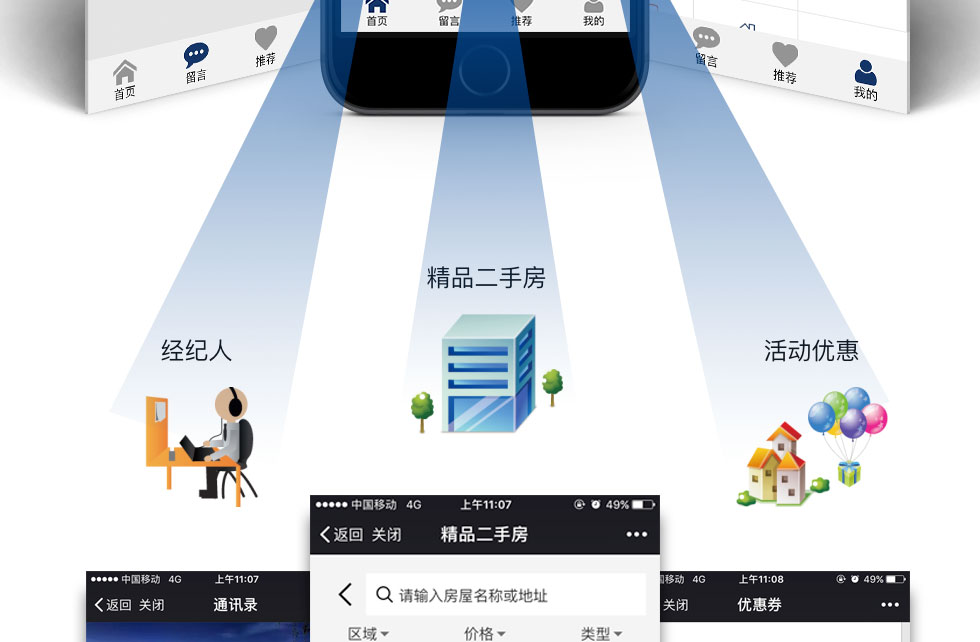 首页 留言 推荐 我的
首页 留言 推荐
留言 推荐 我的
精品二手房
经纪人
活动优惠
中国移动 4G 上午11:07 49%
返回 关闭 精品二手房
请输入房屋名称或地址
区域 价格 类型
中国移动 4G 上午11:07
返回 关闭 通讯录
国移动 4G 上午11:08 49%
关闭 优惠券